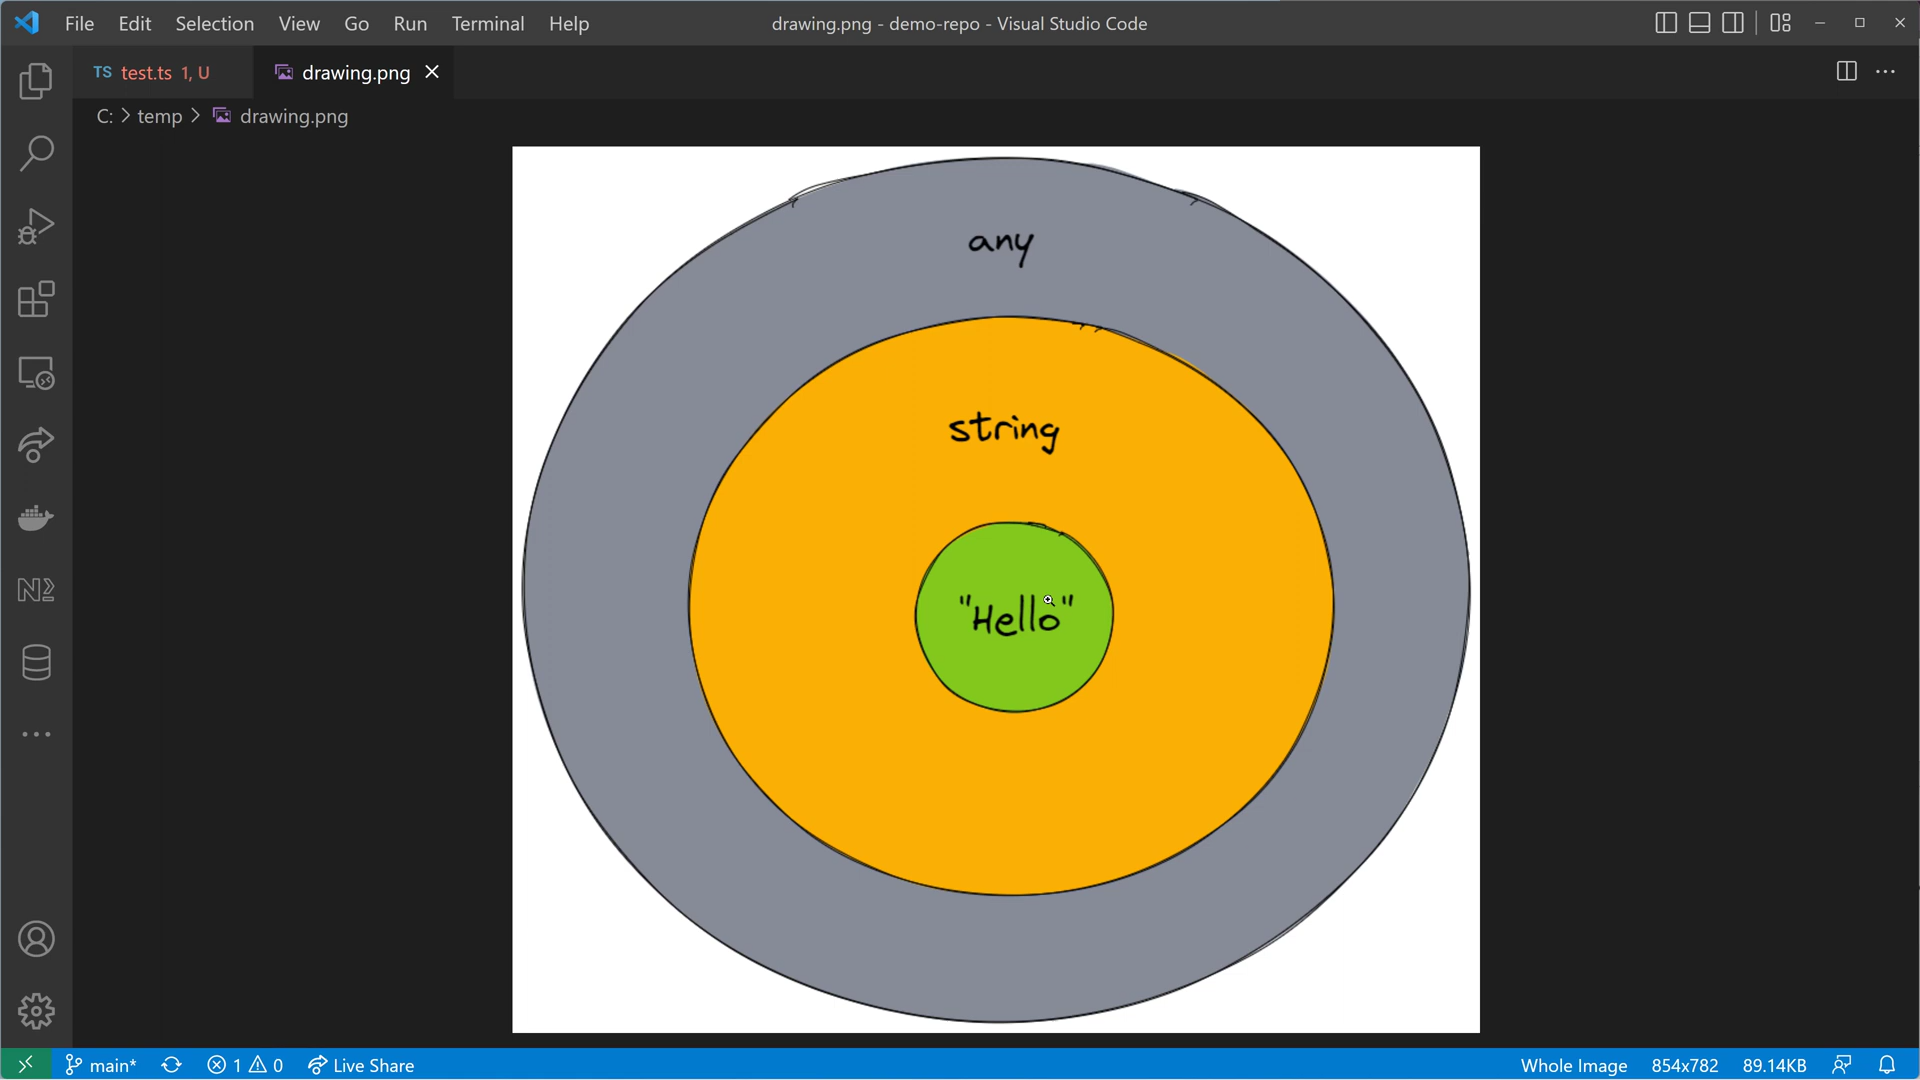 File Edit Selection View Go Run Terminal Help drawing.png - demo-repo - Visual Studio Code
TS test.ts 1, U drawing.png
C: > temp > drawing.png
any
string
"Hello"
main* 1 0 Live Share Whole Image 854x782 89.14KB